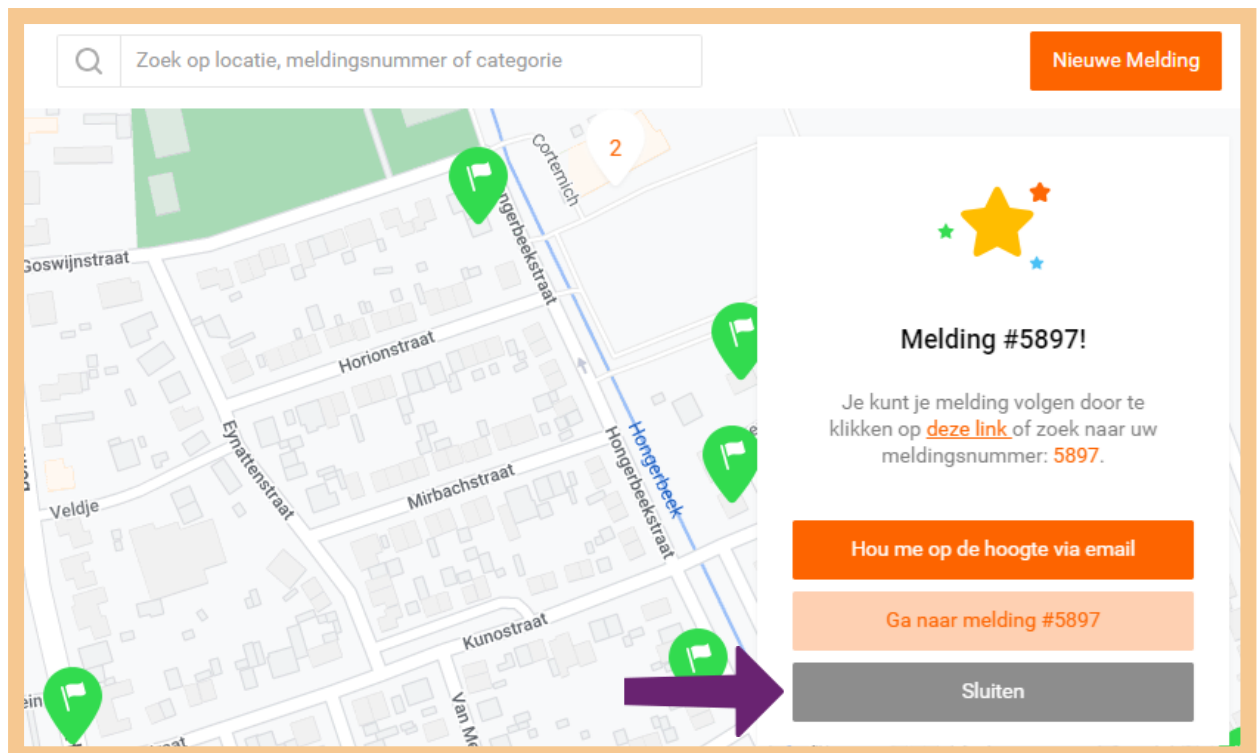 Zoek op locatie, meldingsnummer of categorie
Nieuwe Melding
2
Cortemich
Hongerbeekstraat
Goswijnstraat
Horionstraat
Melding #5897!
Je kunt je melding volgen door te
klikken op deze link of zoek naar uw
meldingsnummer: 5897.
Eynattenstraat
Hongerbeek
Hongerbeekstraat
Mirbachstraat
Veldje
Hou me op de hoogte via email
Ga naar melding #5897
Kunostraat
Sluiten
Van Me